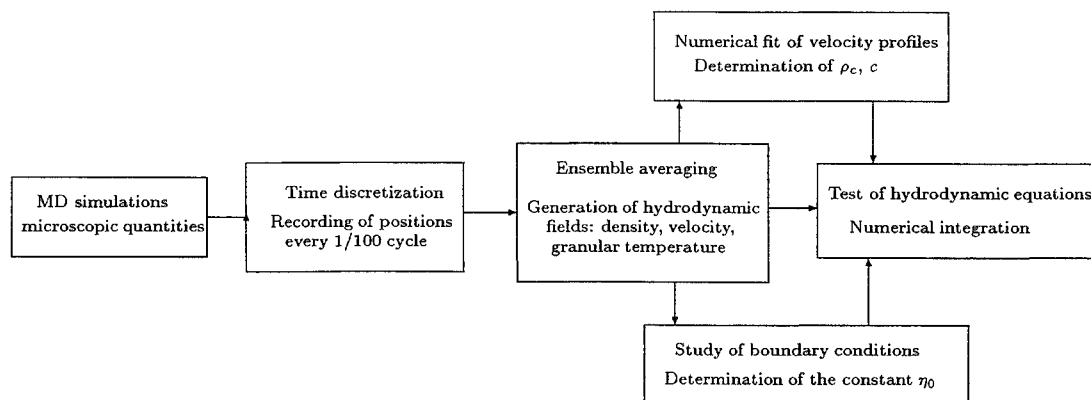 MD simulations
microscopic quantities
Time discretization
Recording of positions
every 1/100 cycle
Ensemble averaging
Generation of hydrodynamic
fields: density, velocity,
granular temperature
Numerical fit of velocity profiles
Determination of ρ_c, c
Study of boundary conditions
Determination of the constant η₀
Test of hydrodynamic equations
Numerical integration